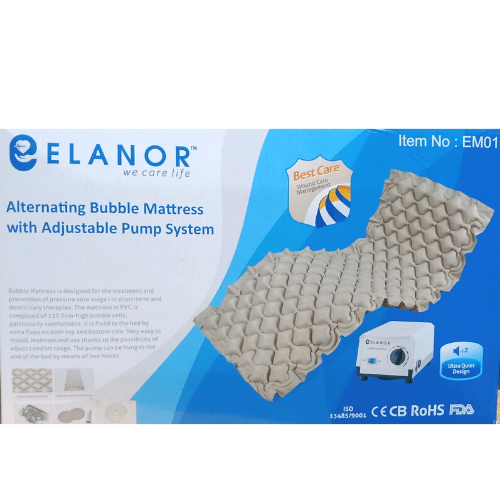 Item No : EM01
ELANOR™
we care life
Best Care
Wound Care
Management
Alternating Bubble Mattress
with Adjustable Pump System
Bubble Mattress is designed for the treatment and
prevention of pressure sore stage I in short-term and
domiciliary therapies. The mattress in PVC is
composed of 130 7cm-high bubble cells,
particularly comfortable. It is fixed to the bed by
extra flaps on both top and bottom side. Very easy to
install, maintain and use thanks to the possibility of
adjust comfort range. The pump can be hung to the
end of the bed by means of two hooks.
ELANOR
Ultra Quiet
Design
ISO
13485/9001
CE CB RoHS FDA